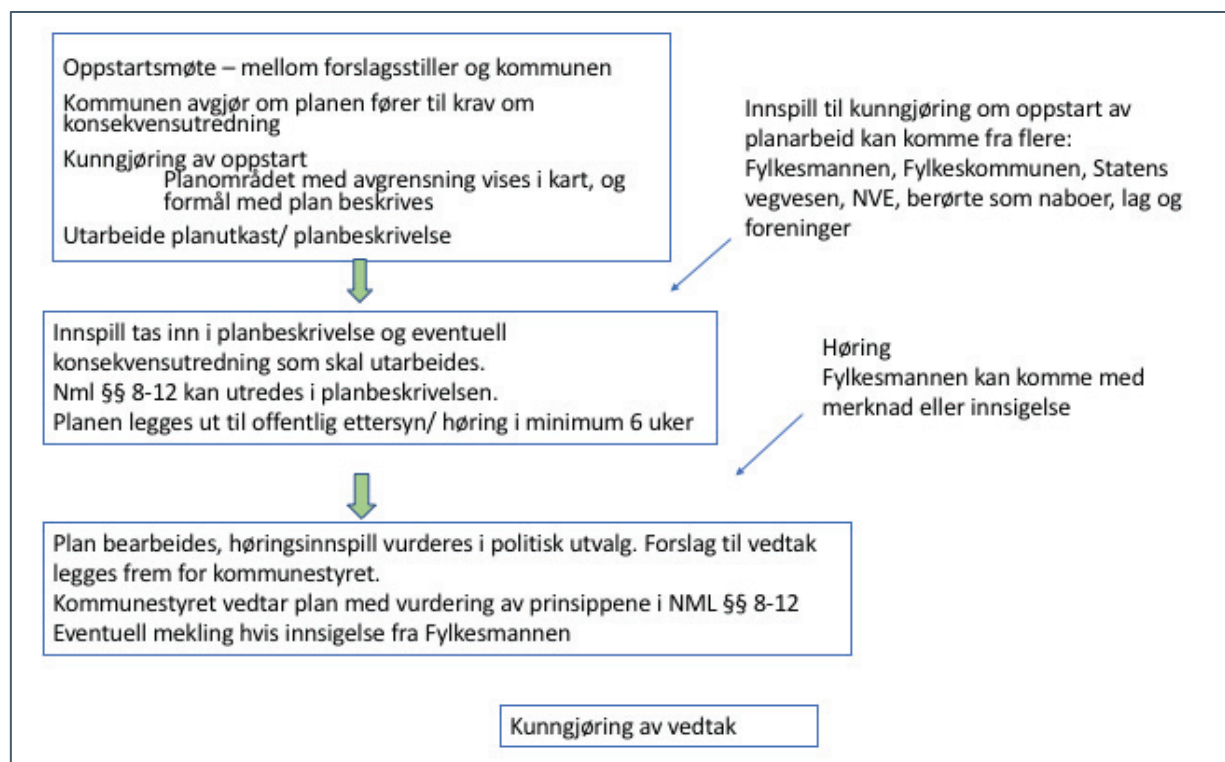 Oppstartsmøte – mellom forslagsstiller og kommunen
Kommunen avgjør om planen fører til krav om
konsekvensutredning
Kunngjøring av oppstart
Planområdet med avgrensning vises i kart, og
formål med plan beskrives
Utarbeide planutkast/ planbeskrivelse
Innspill til kunngjøring om oppstart av
planarbeid kan komme fra flere:
Fylkesmannen, Fylkeskommunen, Statens
vegvesen, NVE, berørte som naboer, lag og
foreninger
Innspill tas inn i planbeskrivelse og eventuell
konsekvensutredning som skal utarbeides.
Nml §§ 8-12 kan utredes i planbeskrivelsen.
Planen legges ut til offentlig ettersyn/ høring i minimum 6 uker
Høring
Fylkesmannen kan komme med
merknad eller innsigelse
Plan bearbeides, høringsinnspill vurderes i politisk utvalg. Forslag til vedtak
legges frem for kommunestyret.
Kommunestyret vedtar plan med vurdering av prinsippene i NML §§ 8-12
Eventuell mekling hvis innsigelse fra Fylkesmannen
Kunngjøring av vedtak